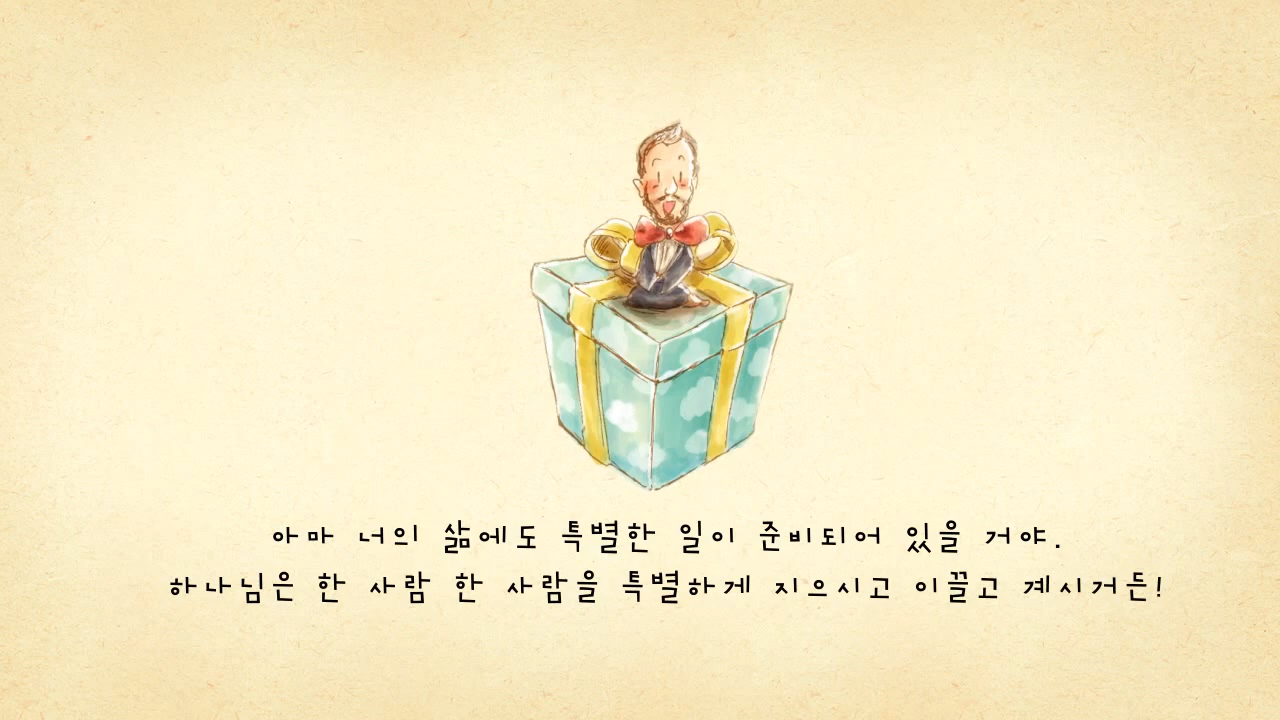 아마 너의 삶에도 특별한 일이 준비되어 있을 거야.
하나님은 한 사람 한 사람을 특별하게 지으시고 이끌고 계시거든!